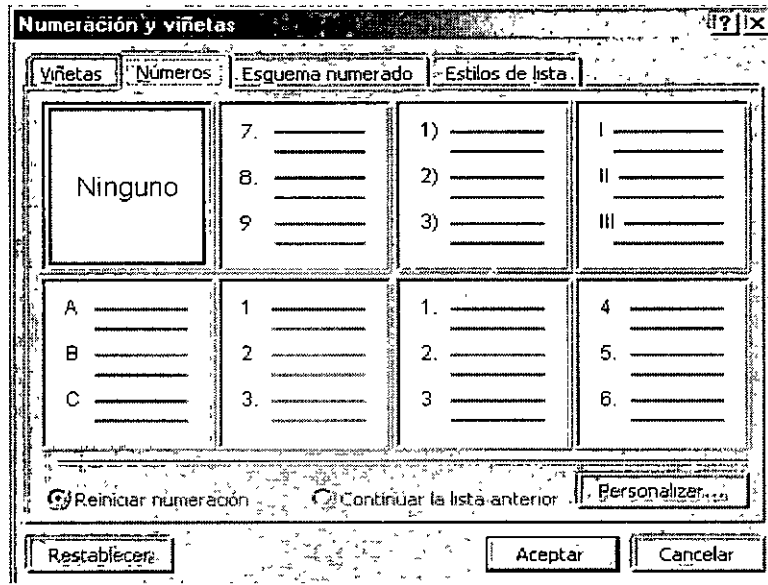 Numeración y viñetas
Viñetas Números Esquema numerado Estilos de lista
Ninguno
7.
8.
9
1)
2)
3)
I
II
III
A
B
C
1
2
3.
1.
2.
3
4
5.
6.
Reiniciar numeración Continuar la lista anterior Personalizar...
Restablecer Aceptar Cancelar